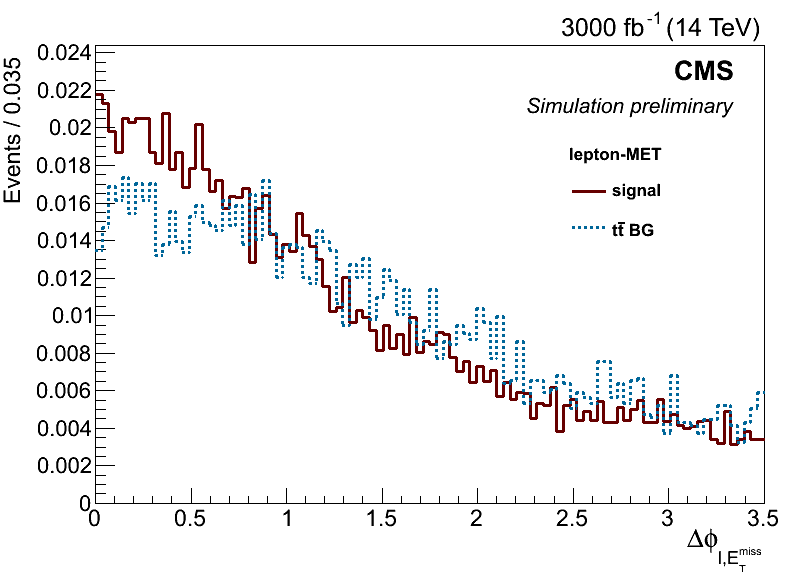 3000 fb⁻¹ (14 TeV)
CMS
Simulation preliminary
lepton-MET
signal
tt̄ BG
Events / 0.035
0.024
0.022
0.02
0.018
0.016
0.014
0.012
0.01
0.008
0.006
0.004
0.002
0
0 0.5 1 1.5 2 2.5 3 3.5
Δϕ l,E_T^miss